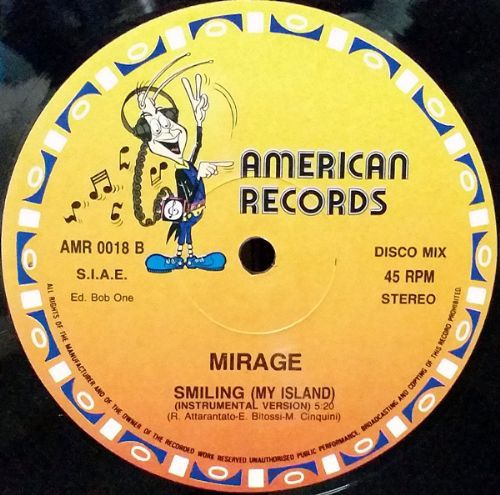 AMERICAN
RECORDS
AMR 0018 B
S.I.A.E.
Ed. Bob One
DISCO MIX
45 RPM
STEREO
MIRAGE
SMILING (MY ISLAND)
(INSTRUMENTAL VERSION) 5:20
(R. Attarantato-E. Bitossi-M. Cinquini)
ALL RIGHTS OF THE MANUFACTURER AND OF THE OWNER OF THE RECORDED WORK RESERVED UNAUTHORISED PUBLIC PERFORMANCE, BROADCASTING AND COPYING OF THIS RECORD PROHIBITED